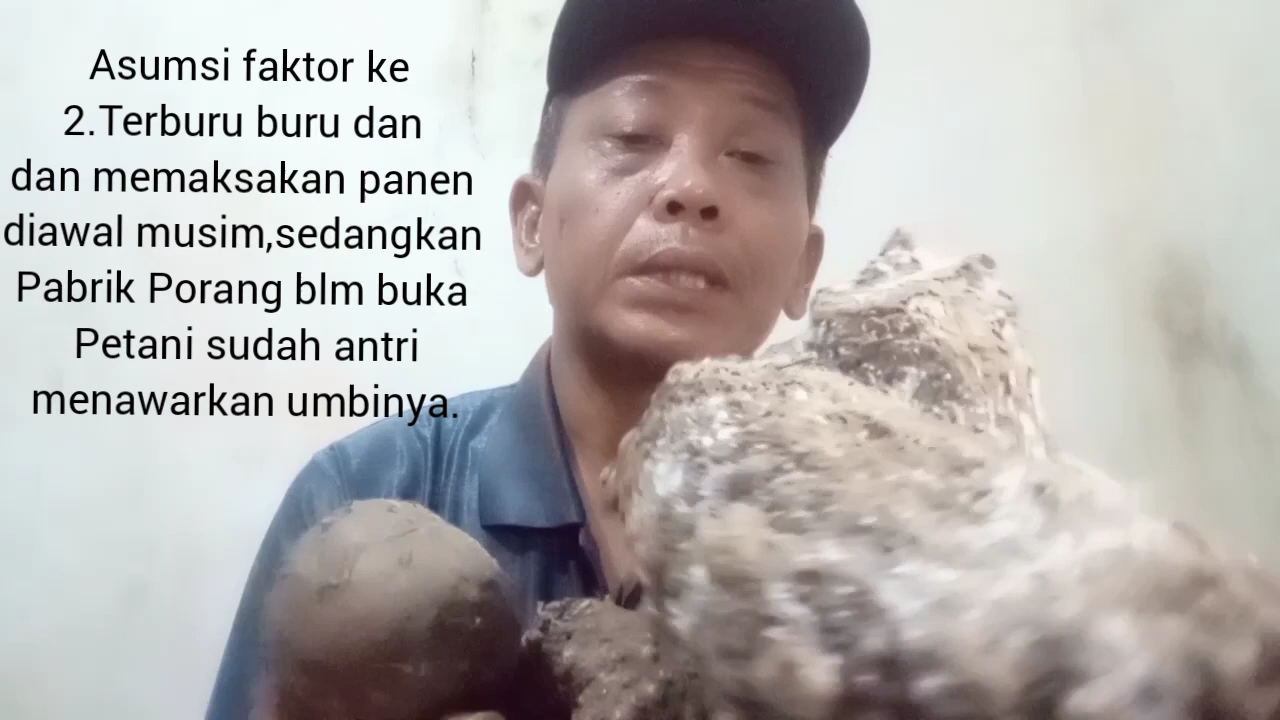 Asumsi faktor ke
2.Terburu buru dan
dan memaksakan panen
diawal musim,sedangkan
Pabrik Porang blm buka
Petani sudah antri
menawarkan umbinya.